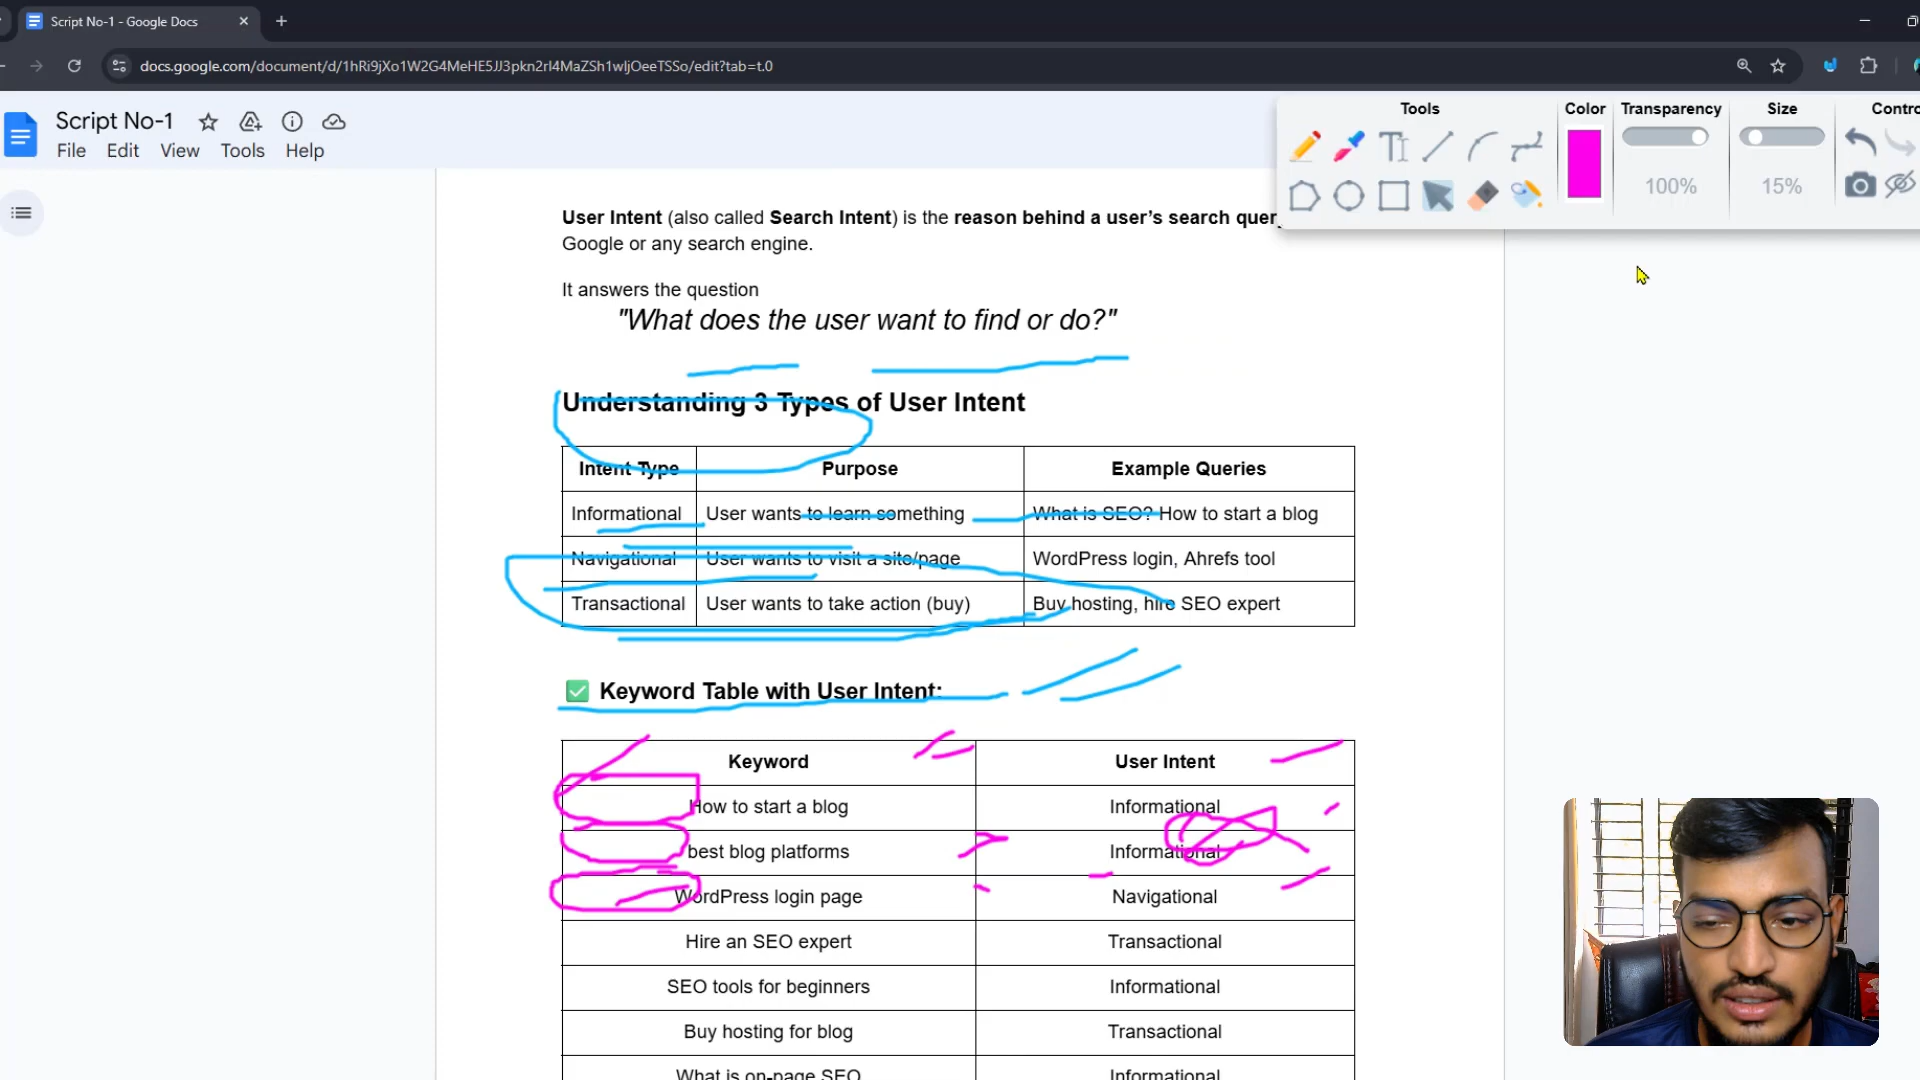 Script No-1 - Google Docs
docs.google.com/document/d/1hRi9jXo1W2G4MeHE5JJ3pkn2rl4MaZSh1wljOeeTSSo/edit?tab=t.0
Script No-1
File Edit View Tools Help
Tools Color Transparency Size
100% 15%
User Intent (also called Search Intent) is the reason behind a user’s search
Google or any search engine.
It answers the question
"What does the user want to find or do?"
Understanding 3 Types of User Intent
Intent Type Purpose Example Queries
Informational User wants to learn something What is SEO? How to start a blog
Navigational User wants to visit a site/page WordPress login, Ahrefs tool
Transactional User wants to take action (buy) Buy hosting, hire SEO expert
✅ Keyword Table with User Intent:
Keyword User Intent
How to start a blog Informational
best blog platforms Informational
WordPress login page Navigational
Hire an SEO expert Transactional
SEO tools for beginners Informational
Buy hosting for blog Transactional
What is on-page SEO Informational